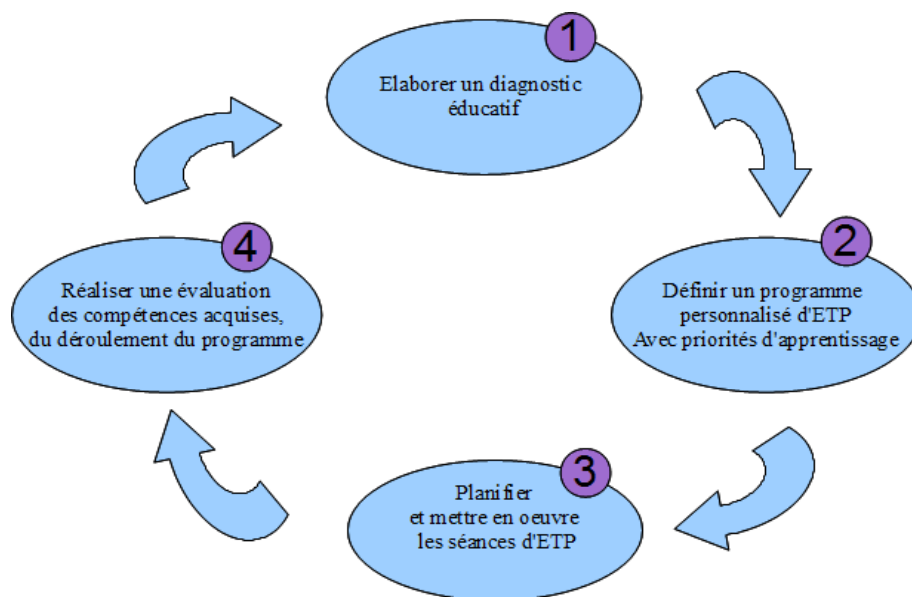 1
Elaborer un diagnostic
éducatif
2
Définir un programme
personnalisé d'ETP
Avec priorités d'apprentissage
3
Planifier
et mettre en oeuvre
les séances d'ETP
4
Réaliser une évaluation
des compétences acquises,
du déroulement du programme